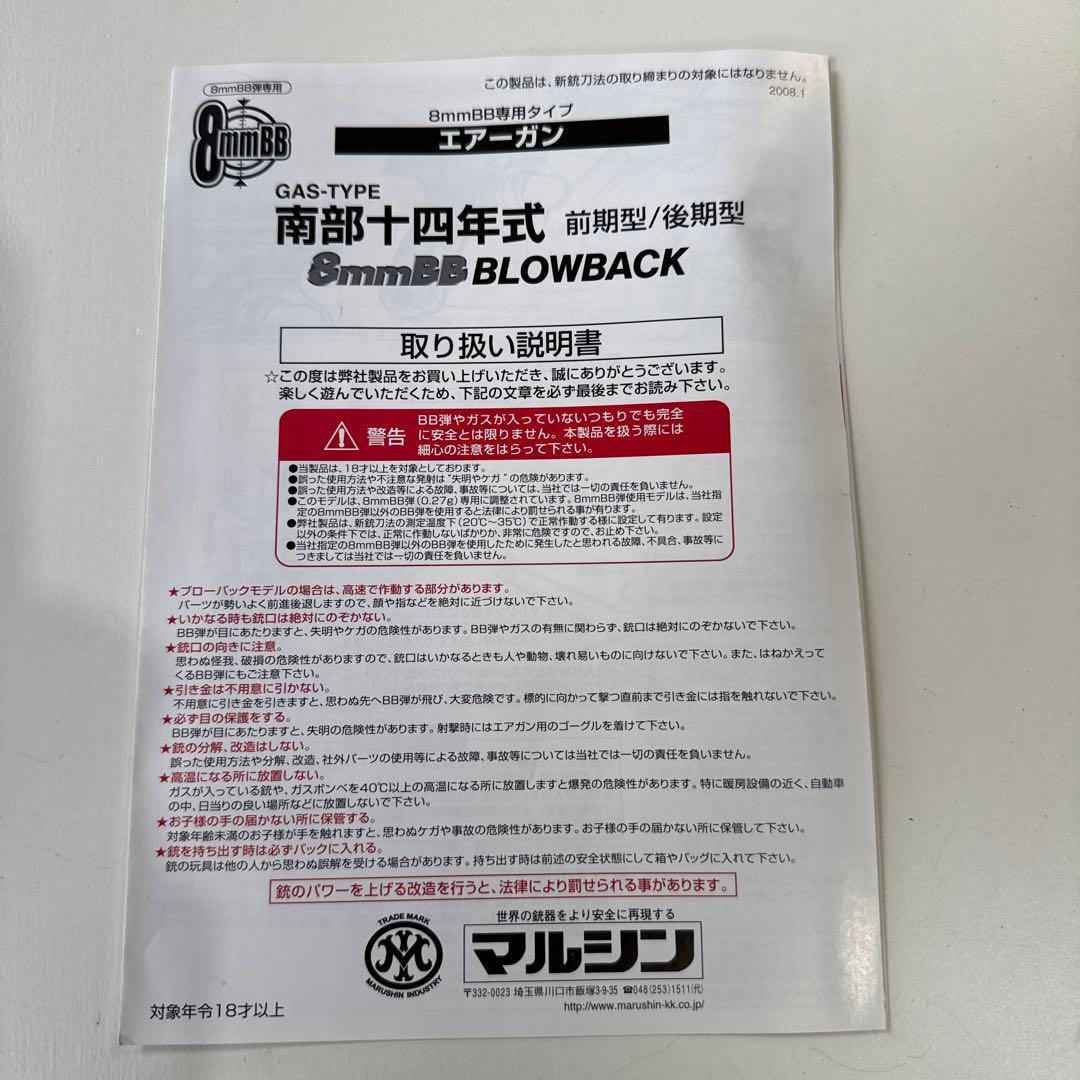 この製品は、新銃刀法の取り締まりの対象にはなりません。
2008.1
8mmBB弾専用
8mmBB
8mmBB専用タイプ
エアーガン
GAS-TYPE
南部十四年式 前期型/後期型
8mmBB BLOWBACK
取り扱い説明書
☆この度は弊社製品をお買い上げいただき、誠にありがとうございます。
楽しく遊んでいただくため、下記の文章を必ず最後までお読み下さい。
警告
BB弾やガスが入っていないつもりでも完全
に安全とは限りません。本製品を扱う際には
細心の注意をはらって下さい。
●当製品は、18才以上を対象としております。
●誤った使用方法や不注意な発射は"失明やケガ"の危険があります。
●誤った使用方法や改造等による故障、事故等については、当社では一切の責任を負いません。
●このモデルは、8mmBB弾(0.27g)専用に調整されています。8mmBB弾使用モデルは、当社指
定の8mmBB弾以外のBB弾を使用すると法律により罰せられる事が有ります。
●弊社製品は、新銃刀法の測定温度下(20℃〜35℃)で正常作動する様に設定して有ります。設定
以外の条件下では、正常に作動しないばかりか、非常に危険ですので、お止め下さい。
●当社指定の8mmBB弾以外のBB弾を使用したために発生したと思われる故障、不具合、事故等に
つきましては当社では一切の責任を負いません。
★ブローバックモデルの場合は、高速で作動する部分があります。
パーツが勢いよく前進後退しますので、顔や指などを絶対に近づけないで下さい。
★いかなる時も銃口は絶対にのぞかない。
BB弾が目にあたりますと、失明やケガの危険性があります。BB弾やガスの有無に関わらず、銃口は絶対にのぞかないで下さい。
★銃口の向きに注意。
思わぬ怪我、破損の危険性がありますので、銃口はいかなるときも人や動物、壊れ易いものに向けないで下さい。また、はねかえって
くるBB弾にもご注意下さい。
★引き金は不用意に引かない。
不用意に引き金を引きますと、思わぬ先へBB弾が飛び、大変危険です。標的に向かって撃つ直前まで引き金には指を触れないで下さい。
★必ず目の保護をする。
BB弾が目にあたりますと、失明の危険性があります。射撃時にはエアガン用のゴーグルを着けて下さい。
★銃の分解、改造はしない。
誤った使用方法や分解、改造、社外パーツの使用等による故障、事故等については当社では一切の責任を負いません。
★高温になる所に放置しない。
ガスが入っている銃や、ガスボンベを40℃以上の高温になる所に放置しますと爆発の危険性があります。特に暖房設備の近く、自動車
の中、日当りの良い場所などに放置しないで下さい。
★お子様の手の届かない所に保管する。
対象年齢未満のお子様が手を触れますと、思わぬケガや事故の危険性があります。お子様の手の届かない所に保管して下さい。
★銃を持ち出す時は必ずバックに入れる。
銃の玩具は他の人から思わぬ誤解を受ける場合があります。持ち出す時は前述の安全状態にして箱やバッグに入れて下さい。
銃のパワーを上げる改造を行うと、法律により罰せられる事があります。
TRADE MARK
MARUSHIN INDUSTRY
世界の銃器をより安全に再現する
マルシン
〒332-0023 埼玉県川口市飯塚3-9-35 ☎048(253)1511(代)
http://www.marushin-kk.co.jp/
対象年令18才以上